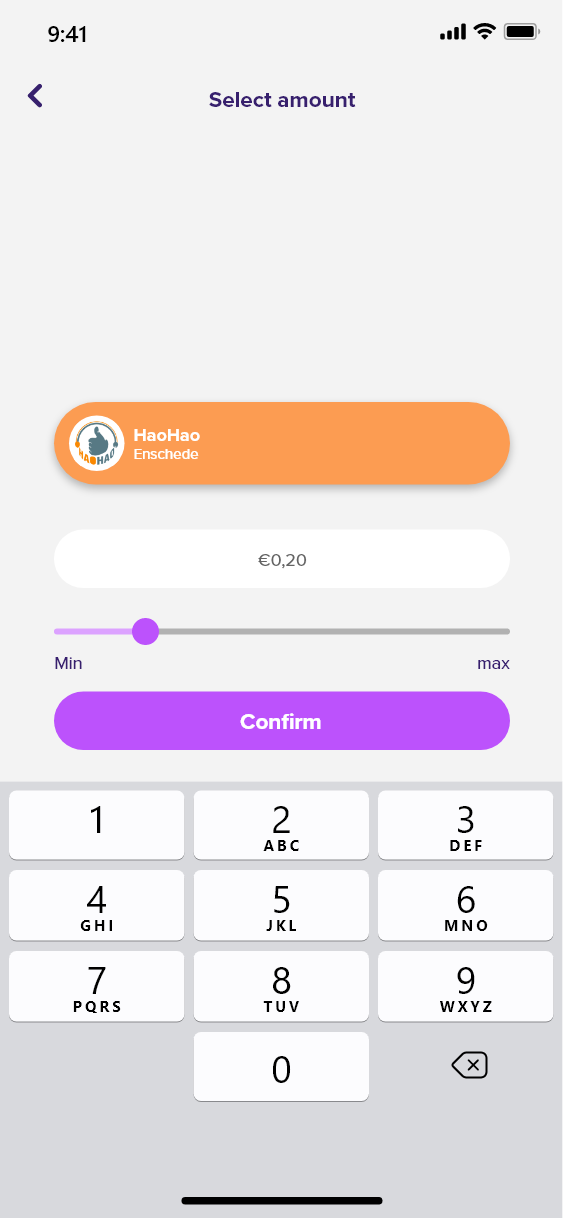 9:41
Select amount
HAOHAO
HaoHao
Enschede
€0,20
Min max
Confirm
1 2 3
ABC DEF
4 5 6
GHI JKL MNO
7 8 9
PQRS TUV WXYZ
0